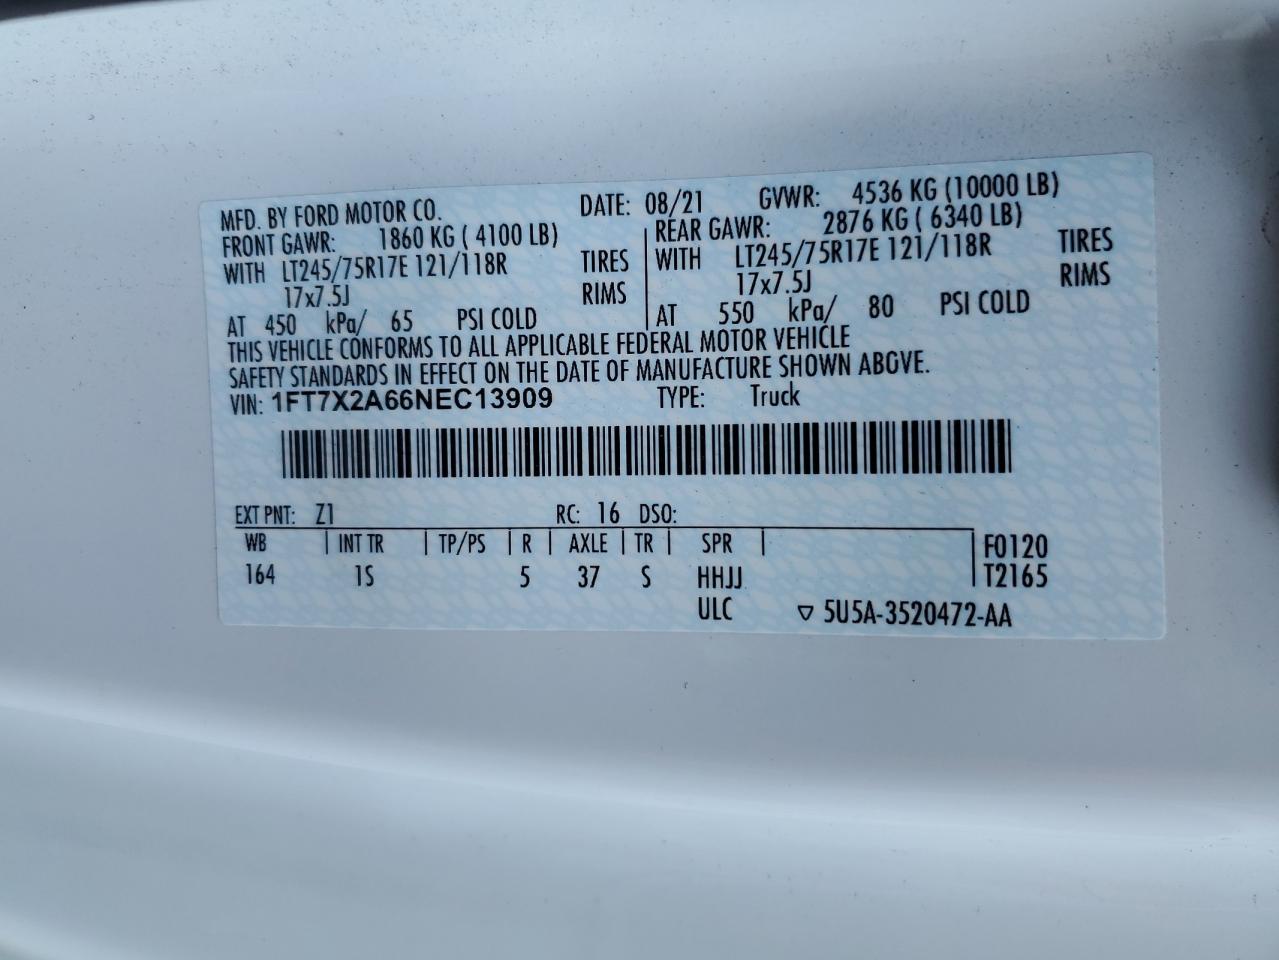 MFD. BY FORD MOTOR CO. DATE: 08/21 GVWR: 4536 KG (10000 LB)
FRONT GAWR: 1860 KG ( 4100 LB) REAR GAWR: 2876 KG ( 6340 LB)
WITH LT245/75R17E 121/118R TIRES WITH LT245/75R17E 121/118R TIRES
17x7.5J RIMS 17x7.5J RIMS
AT 450 kPa/ 65 PSI COLD AT 550 kPa/ 80 PSI COLD
THIS VEHICLE CONFORMS TO ALL APPLICABLE FEDERAL MOTOR VEHICLE
SAFETY STANDARDS IN EFFECT ON THE DATE OF MANUFACTURE SHOWN ABOVE.
VIN: 1FT7X2A66NEC13909 TYPE: Truck
EXT PNT: Z1 RC: 16 DSO:
WB | INT TR | TP/PS | R | AXLE | TR | SPR | F0120
164 1S 5 37 S HHJJ T2165
ULC ▽ 5U5A-3520472-AA